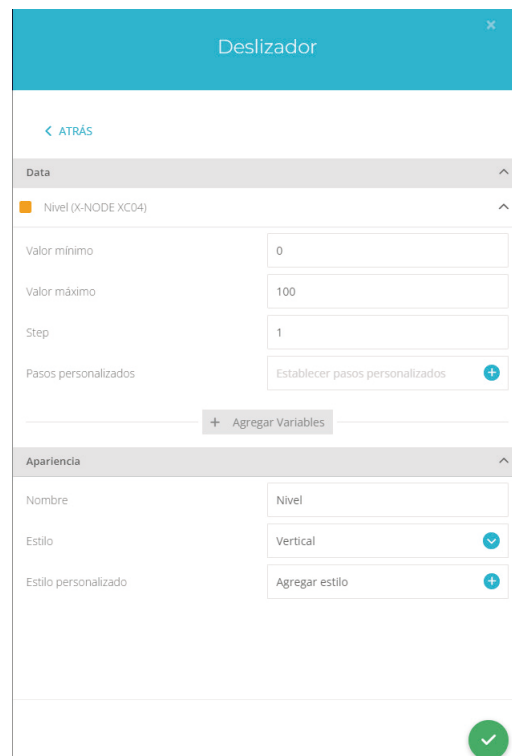 Deslizador
ATRÁS
Data
Nivel (X-NODE XC04)
Valor mínimo 0
Valor máximo 100
Step 1
Pasos personalizados Establecer pasos personalizados
+ Agregar Variables
Apariencia
Nombre Nivel
Estilo Vertical
Estilo personalizado Agregar estilo